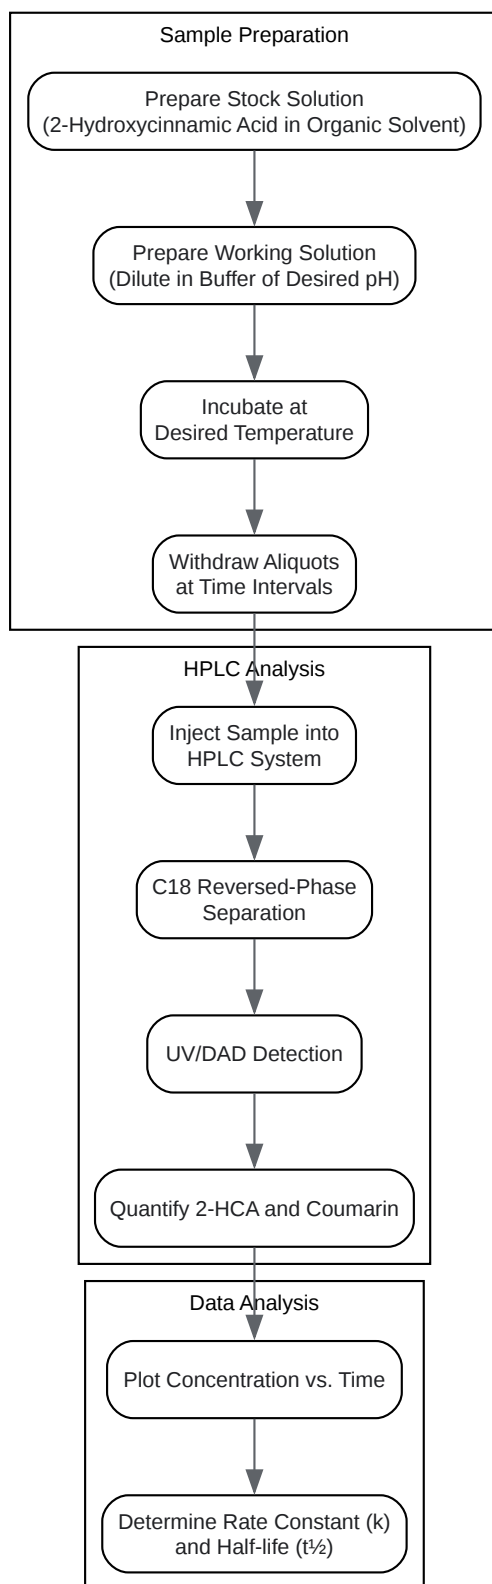 Sample Preparation
Prepare Stock Solution
(2-Hydroxycinnamic Acid in Organic Solvent)
Prepare Working Solution
(Dilute in Buffer of Desired pH)
Incubate at
Desired Temperature
Withdraw Aliquots
at Time Intervals
HPLC Analysis
Inject Sample into
HPLC System
C18 Reversed-Phase
Separation
UV/DAD Detection
Quantify 2-HCA and Coumarin
Data Analysis
Plot Concentration vs. Time
Determine Rate Constant (k)
and Half-life (t½)